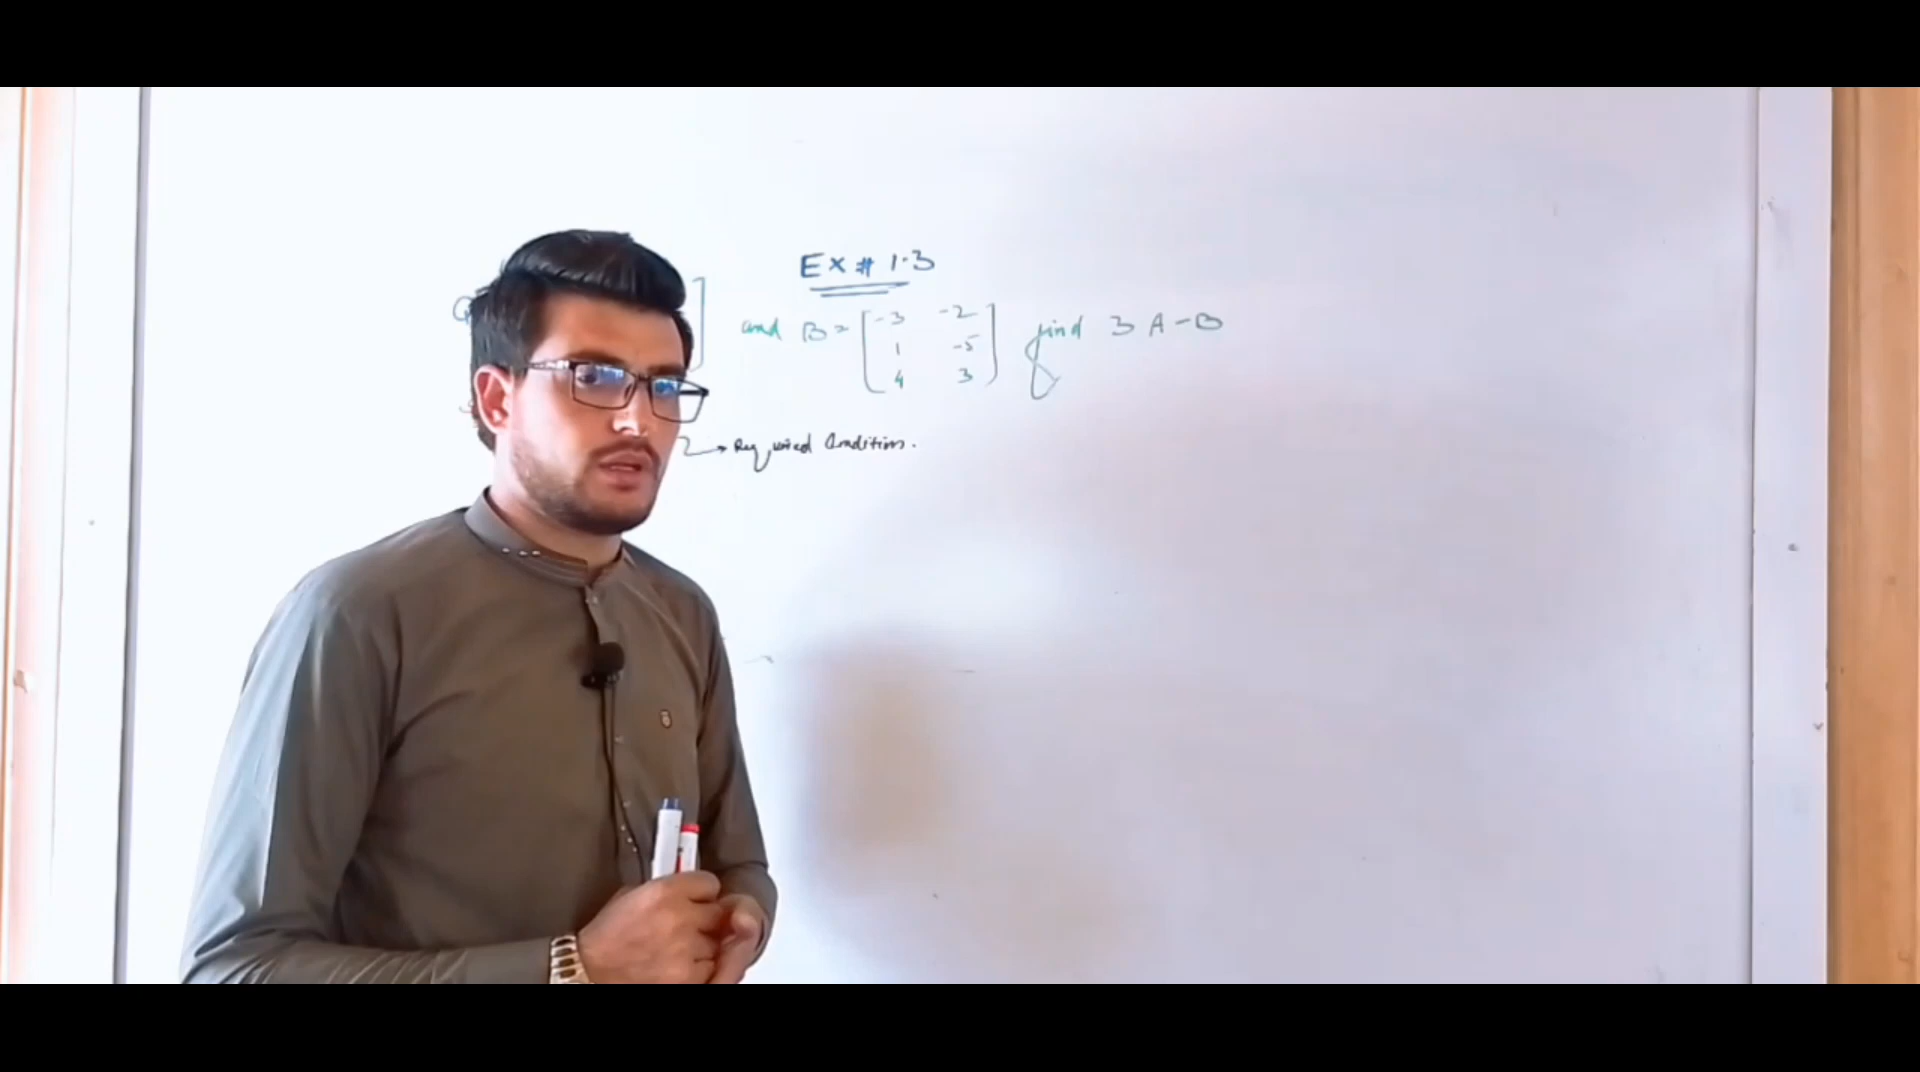 Ex # 1.3
and B = [-3 -2 find 3A-B
1 -5
4 3]
→ Required Condition.